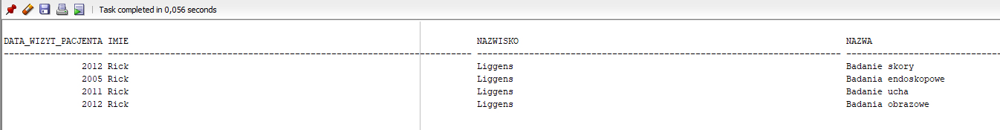 Task completed in 0,056 seconds
DATA_WIZYT_PACJENTA IMIE NAZWISKO NAZWA
------------------- ---------------------------------------------------------------------- ---------------------------------------------------------------------- ------------------------------
2012 Rick Liggens Badanie skory
2005 Rick Liggens Badania endoskopowe
2011 Rick Liggens Badanie ucha
2012 Rick Liggens Badania obrazowe